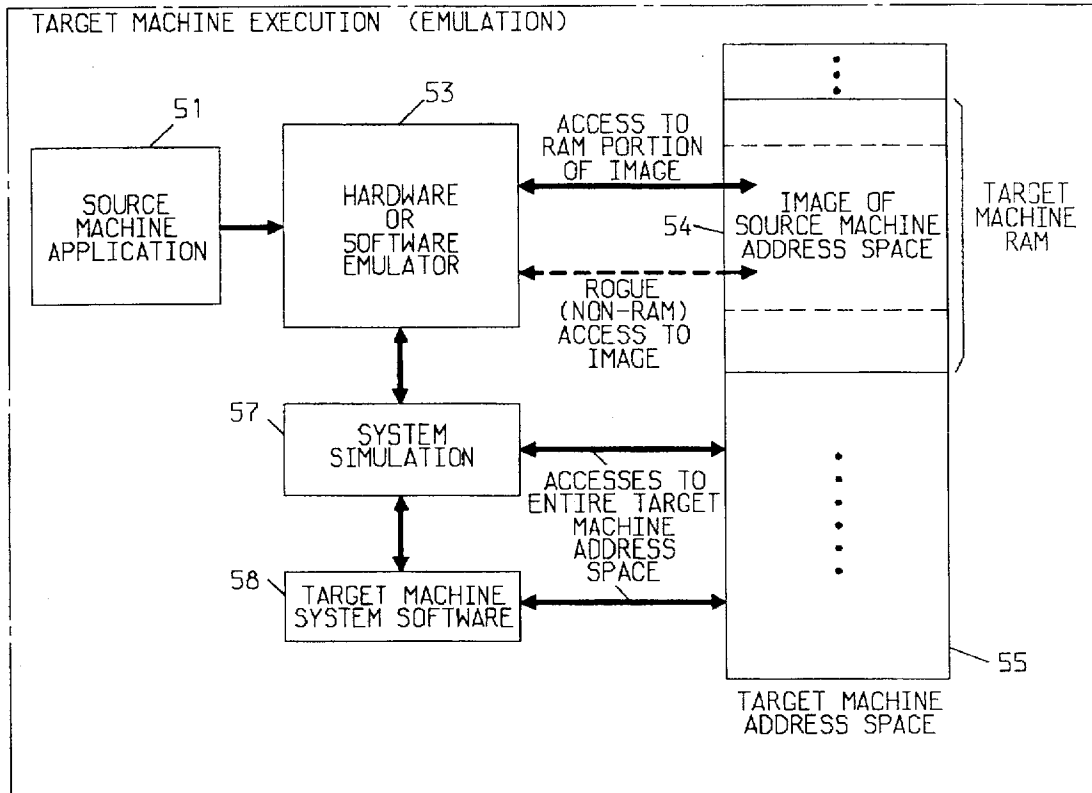 TARGET MACHINE EXECUTION (EMULATION)
51
SOURCE
MACHINE
APPLICATION
53
HARDWARE
OR
SOFTWARE
EMULATOR
ACCESS TO
RAM PORTION
OF IMAGE
54
IMAGE OF
SOURCE MACHINE
ADDRESS SPACE
TARGET
MACHINE
RAM
ROGUE
(NON-RAM)
ACCESS TO
IMAGE
57
SYSTEM
SIMULATION
ACCESSES TO
ENTIRE TARGET
MACHINE
ADDRESS
SPACE
58
TARGET MACHINE
SYSTEM SOFTWARE
55
TARGET MACHINE
ADDRESS SPACE